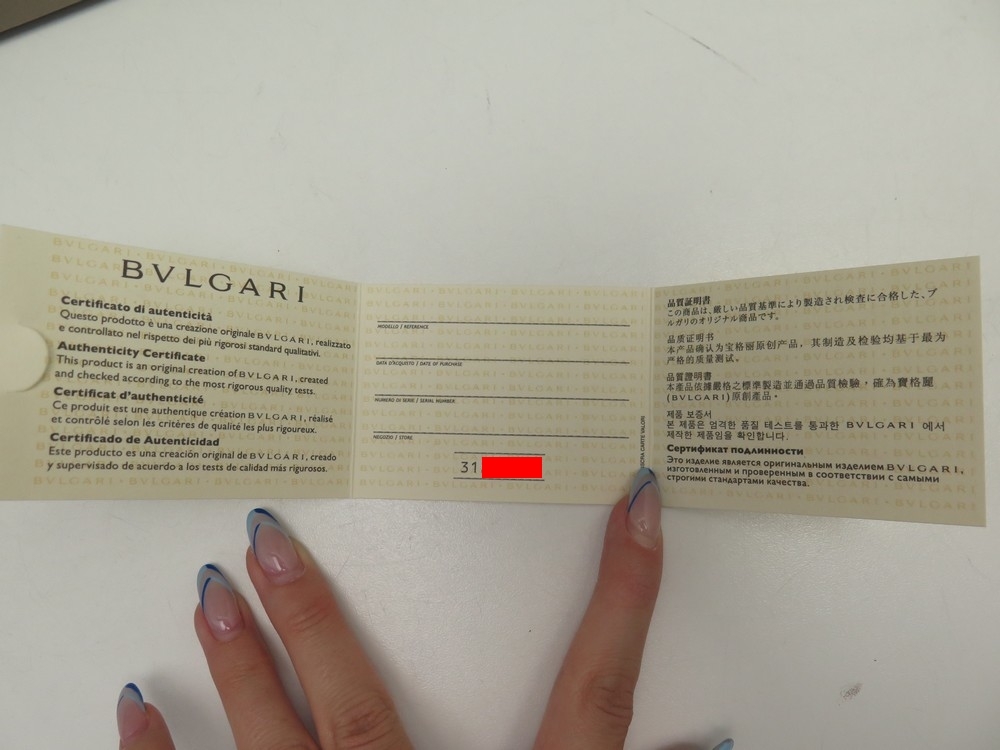 BVLGARI
Certificato di autenticità
Questo prodotto è una creazione originale BVLGARI, realizzato
e controllato nel rispetto dei più rigorosi standard qualitativi.
Authenticity Certificate
This product is an original creation of BVLGARI, created
and checked according to the most rigorous quality tests.
Certificat d'authenticité
Ce produit est une authentique création BVLGARI, réalisé
et contrôlé selon les critères de qualité les plus rigoureux.
Certificado de Autenticidad
Este producto es una creación original de BVLGARI, creado
y supervisado de acuerdo a los tests de calidad más rigurosos.
MODELLO / REFERENCE
DATA D'ACQUISTO / DATE OF PURCHASE
NUMERO DI SERIE / SERIAL NUMBER
NEGOZIO / STORE
31
CARTE VALORI
品質証明書
この商品は、厳しい品質基準により製造され検査に合格した、ブ
ルガリのオリジナル商品です。
品质证明书
本产品确认为宝格丽原创产品，其制造及检验均基于最为
严格的质量测试。
品質證明書
本產品依據嚴格之標準製造並通過品質檢驗，確為寶格麗
(BVLGARI)原創產品。
제품 보증서
본 제품은 엄격한 품질 테스트를 통과한 BVLGARI 에서
제작한 제품임을 확인합니다.
Сертификат подлинности
Это изделие является оригинальным изделием BVLGARI,
изготовленным и проверенным в соответствии с самыми
строгими стандартами качества.